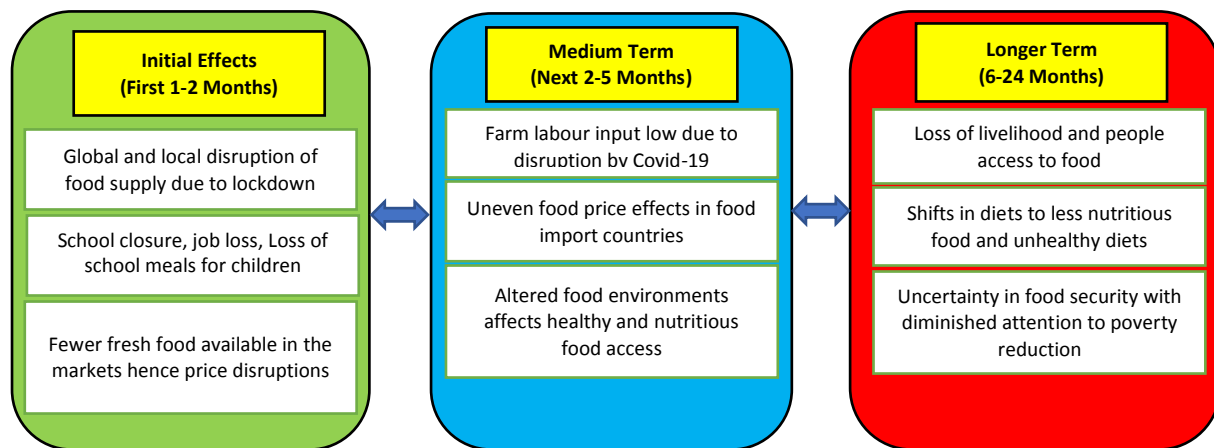 Initial Effects
(First 1-2 Months)
Global and local disruption of
food supply due to lockdown
School closure, job loss, Loss of
school meals for children
Fewer fresh food available in the
markets hence price disruptions
Medium Term
(Next 2-5 Months)
Farm labour input low due to
disruption by Covid-19
Uneven food price effects in food
import countries
Altered food environments
affects healthy and nutritious
food access
Longer Term
(6-24 Months)
Loss of livelihood and people
access to food
Shifts in diets to less nutritious
food and unhealthy diets
Uncertainty in food security with
diminished attention to poverty
reduction